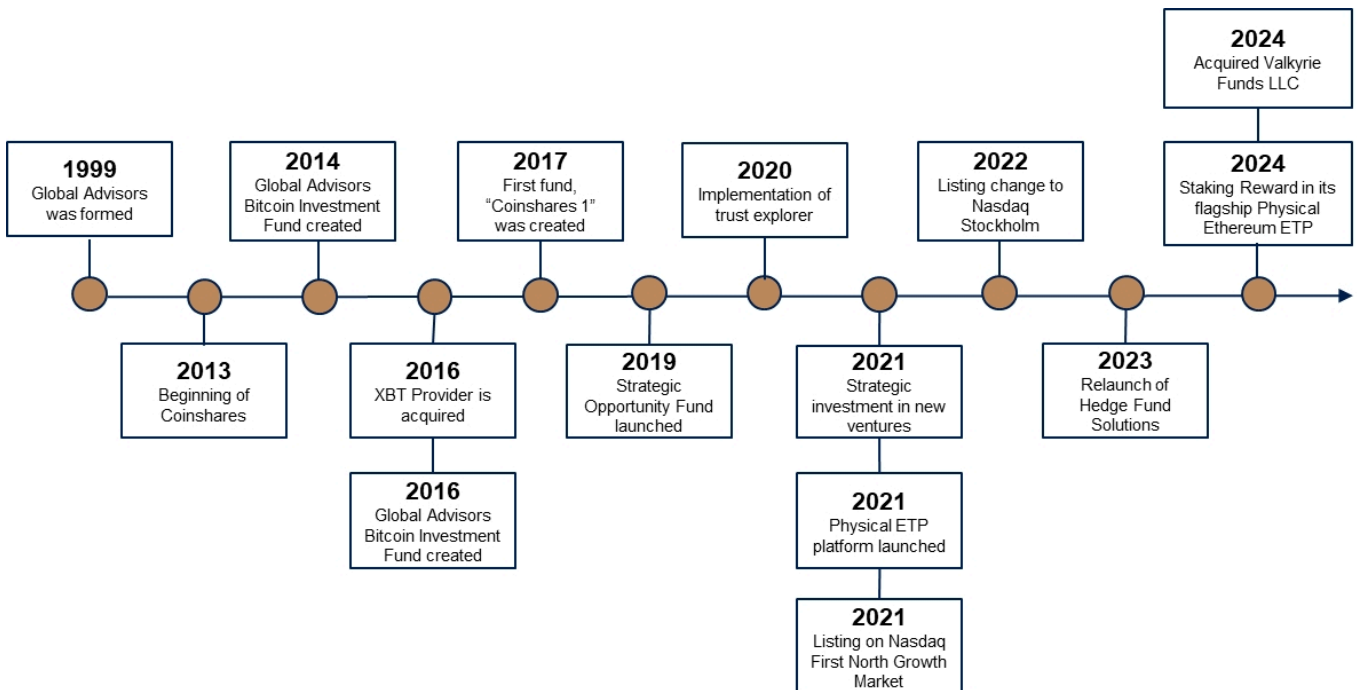 2024
Acquired Valkyrie
Funds LLC
1999
Global Advisors
was formed
2014
Global Advisors
Bitcoin Investment
Fund created
2017
First fund,
“Coinshares 1”
was created
2020
Implementation of
trust explorer
2022
Listing change to
Nasdaq
Stockholm
2024
Staking Reward in its
flagship Physical
Ethereum ETP
2013
Beginning of
Coinshares
2016
XBT Provider is
acquired
2019
Strategic
Opportunity Fund
launched
2021
Strategic
investment in new
ventures
2023
Relaunch of
Hedge Fund
Solutions
2016
Global Advisors
Bitcoin Investment
Fund created
2021
Physical ETP
platform launched
2021
Listing on Nasdaq
First North Growth
Market